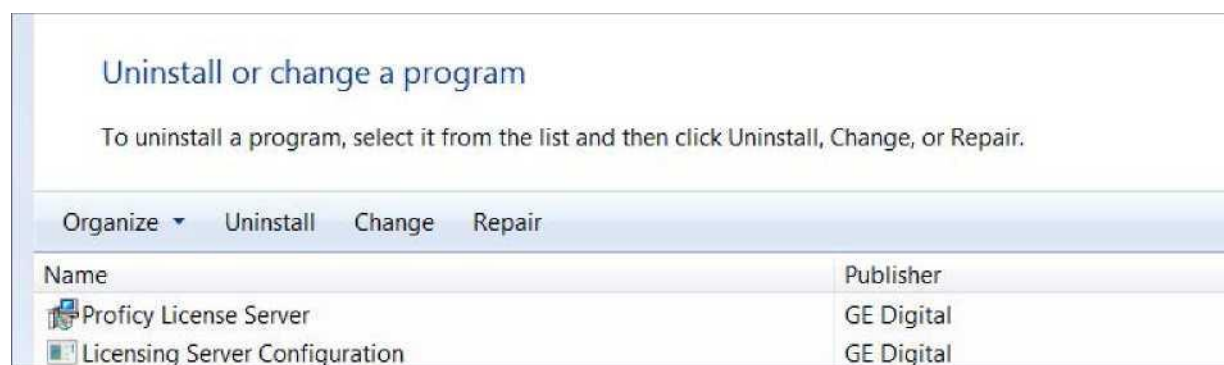 Uninstall or change a program
To uninstall a program, select it from the list and then click Uninstall, Change, or Repair.
Organize Uninstall Change Repair
Name Publisher
Proficy License Server GE Digital
Licensing Server Configuration GE Digital